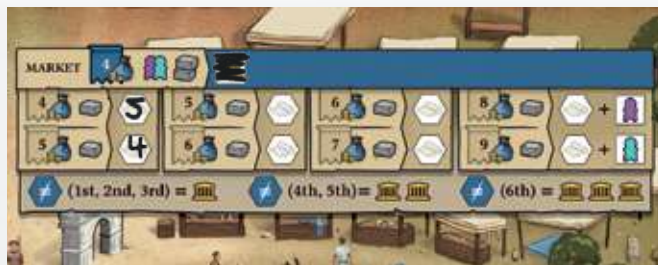 MARKET 4
4 5 5 6 8 +
5 4 6 7 9 +
≠ (1st, 2nd, 3rd) = ≠ (4th, 5th)= ≠ (6th) =